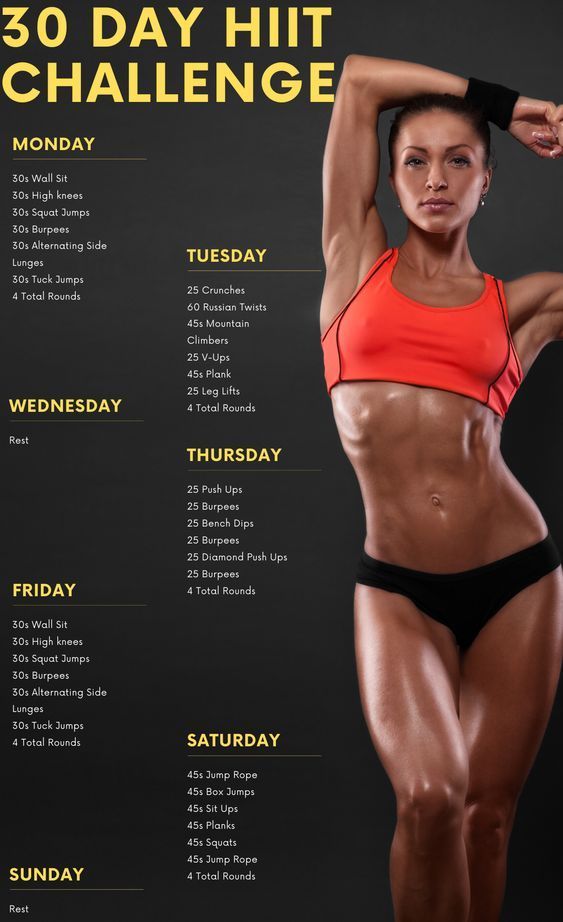 30 DAY HIIT
CHALLENGE
MONDAY
30s Wall Sit
30s High knees
30s Squat Jumps
30s Burpees
30s Alternating Side
Lunges
30s Tuck Jumps
4 Total Rounds
TUESDAY
25 Crunches
60 Russian Twists
45s Mountain
Climbers
25 V-Ups
45s Plank
25 Leg Lifts
4 Total Rounds
WEDNESDAY
Rest
THURSDAY
25 Push Ups
25 Burpees
25 Bench Dips
25 Burpees
25 Diamond Push Ups
25 Burpees
4 Total Rounds
FRIDAY
30s Wall Sit
30s High knees
30s Squat Jumps
30s Burpees
30s Alternating Side
Lunges
30s Tuck Jumps
4 Total Rounds
SATURDAY
45s Jump Rope
45s Box Jumps
45s Sit Ups
45s Planks
45s Squats
45s Jump Rope
4 Total Rounds
SUNDAY
Rest